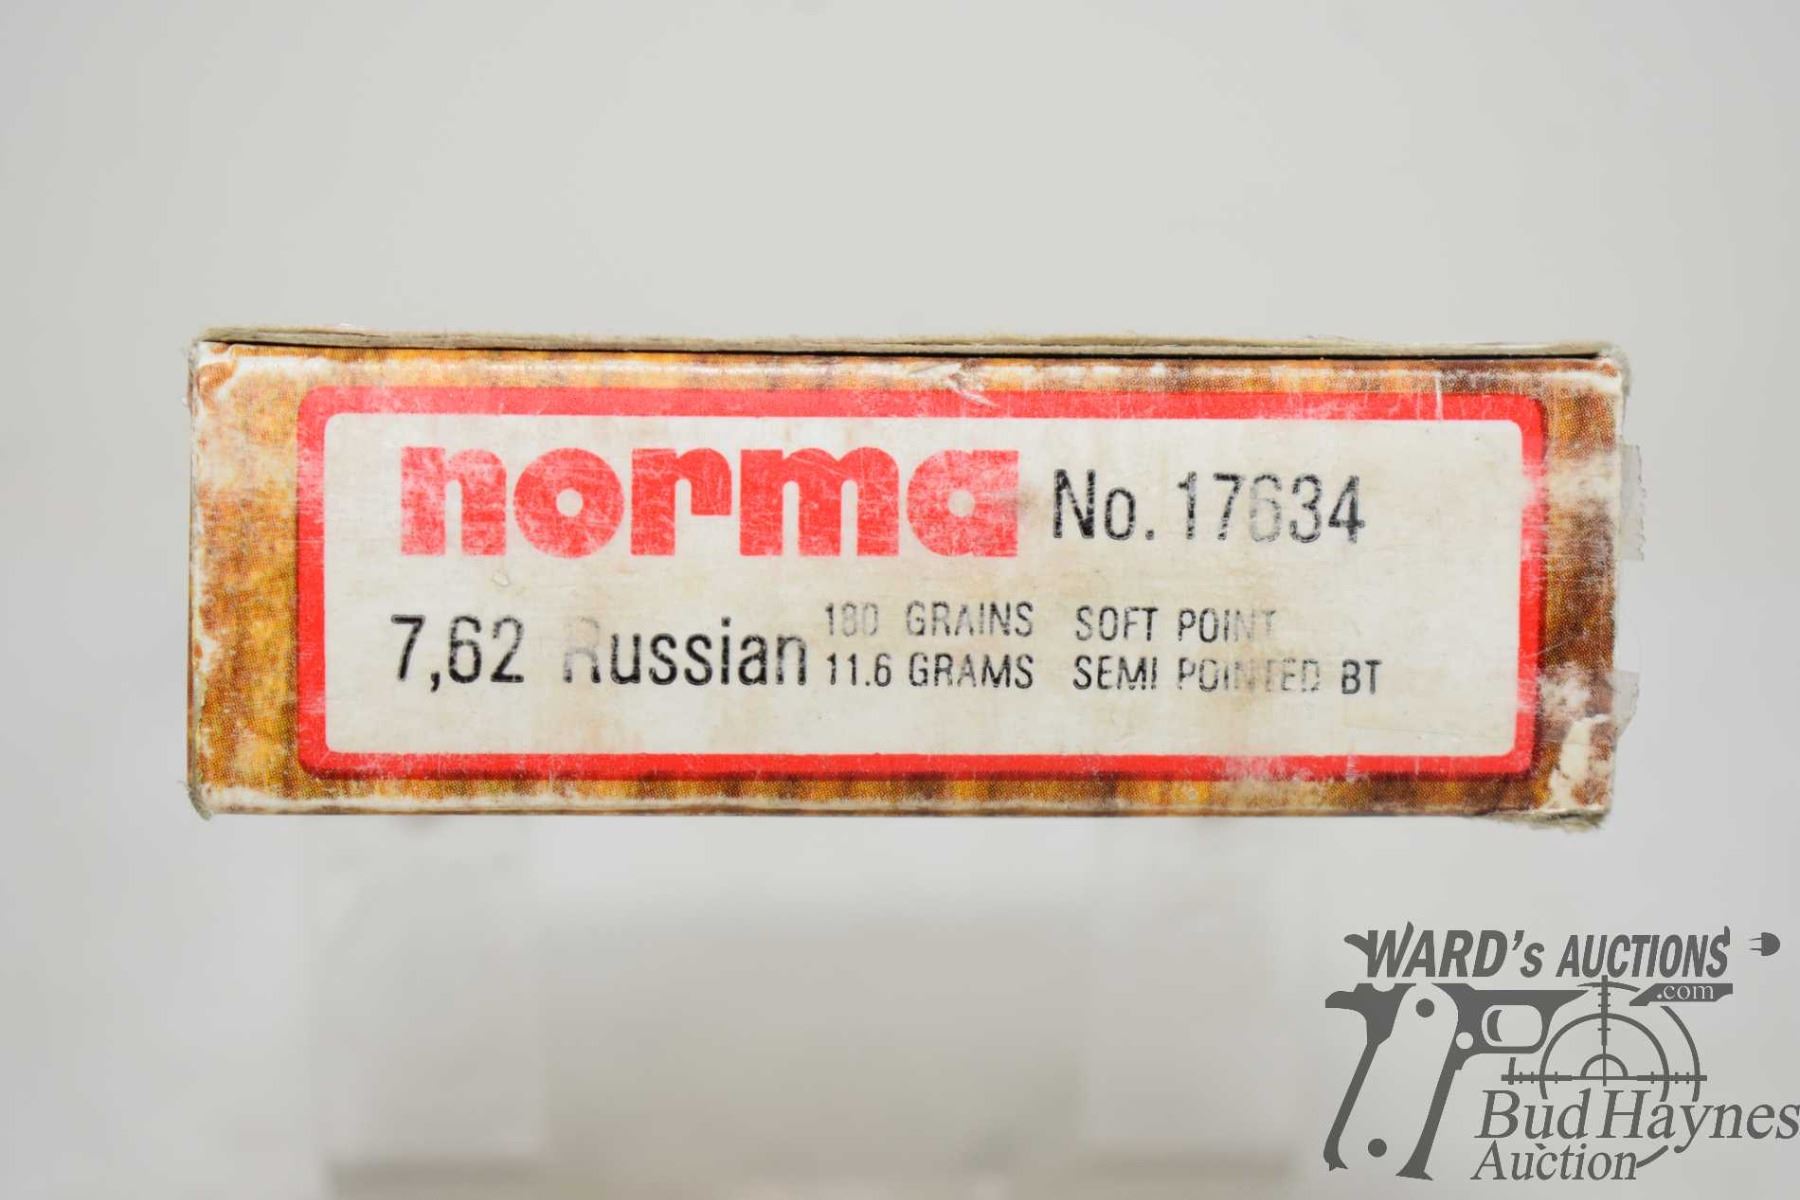 norma No. 17634
7,62 Russian
180 GRAINS SOFT POINT
11.6 GRAMS SEMI POINTED BT
WARD's AUCTIONS
.com
Bud Haynes
Auction